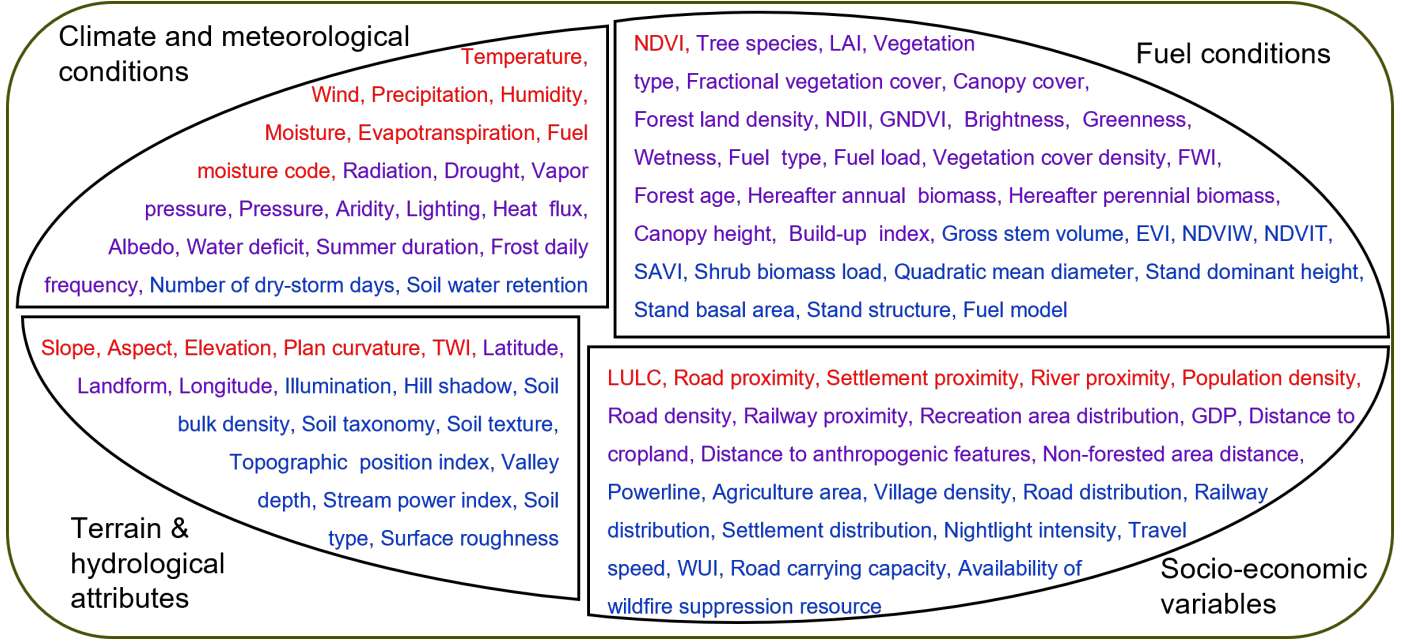 Climate and meteorological
conditions
Temperature,
Wind, Precipitation, Humidity,
Moisture, Evapotranspiration, Fuel
moisture code, Radiation, Drought, Vapor
pressure, Pressure, Aridity, Lighting, Heat flux,
Albedo, Water deficit, Summer duration, Frost daily
frequency, Number of dry-storm days, Soil water retention
Fuel conditions
NDVI, Tree species, LAI, Vegetation
type, Fractional vegetation cover, Canopy cover,
Forest land density, NDII, GNDVI, Brightness, Greenness,
Wetness, Fuel type, Fuel load, Vegetation cover density, FWI,
Forest age, Hereafter annual biomass, Hereafter perennial biomass,
Canopy height, Build-up index, Gross stem volume, EVI, NDVIW, NDVIT,
SAVI, Shrub biomass load, Quadratic mean diameter, Stand dominant height,
Stand basal area, Stand structure, Fuel model
Slope, Aspect, Elevation, Plan curvature, TWI, Latitude,
Landform, Longitude, Illumination, Hill shadow, Soil
bulk density, Soil taxonomy, Soil texture,
Topographic position index, Valley
depth, Stream power index, Soil
type, Surface roughness
Terrain &
hydrological
attributes
LULC, Road proximity, Settlement proximity, River proximity, Population density,
Road density, Railway proximity, Recreation area distribution, GDP, Distance to
cropland, Distance to anthropogenic features, Non-forested area distance,
Powerline, Agriculture area, Village density, Road distribution, Railway
distribution, Settlement distribution, Nightlight intensity, Travel
speed, WUI, Road carrying capacity, Availability of
wildfire suppression resource
Socio-economic
variables